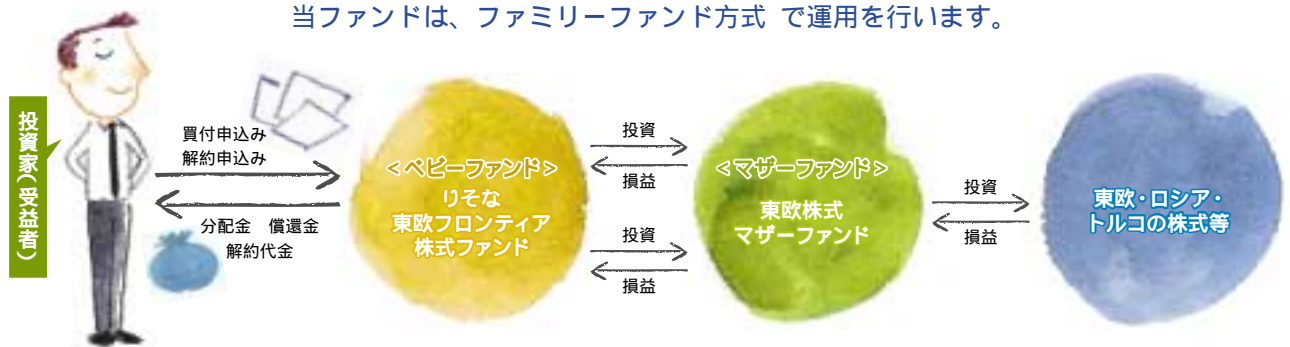 当ファンドは、ファミリーファンド方式 で運用を行います。
投資家(受益者)
買付申込み
解約申込み
分配金 償還金
解約代金
<ベビーファンド>
りそな
東欧フロンティア
株式ファンド
投資
損益
投資
損益
<マザーファンド>
東欧株式
マザーファンド
投資
損益
東欧・ロシア・
トルコの株式等